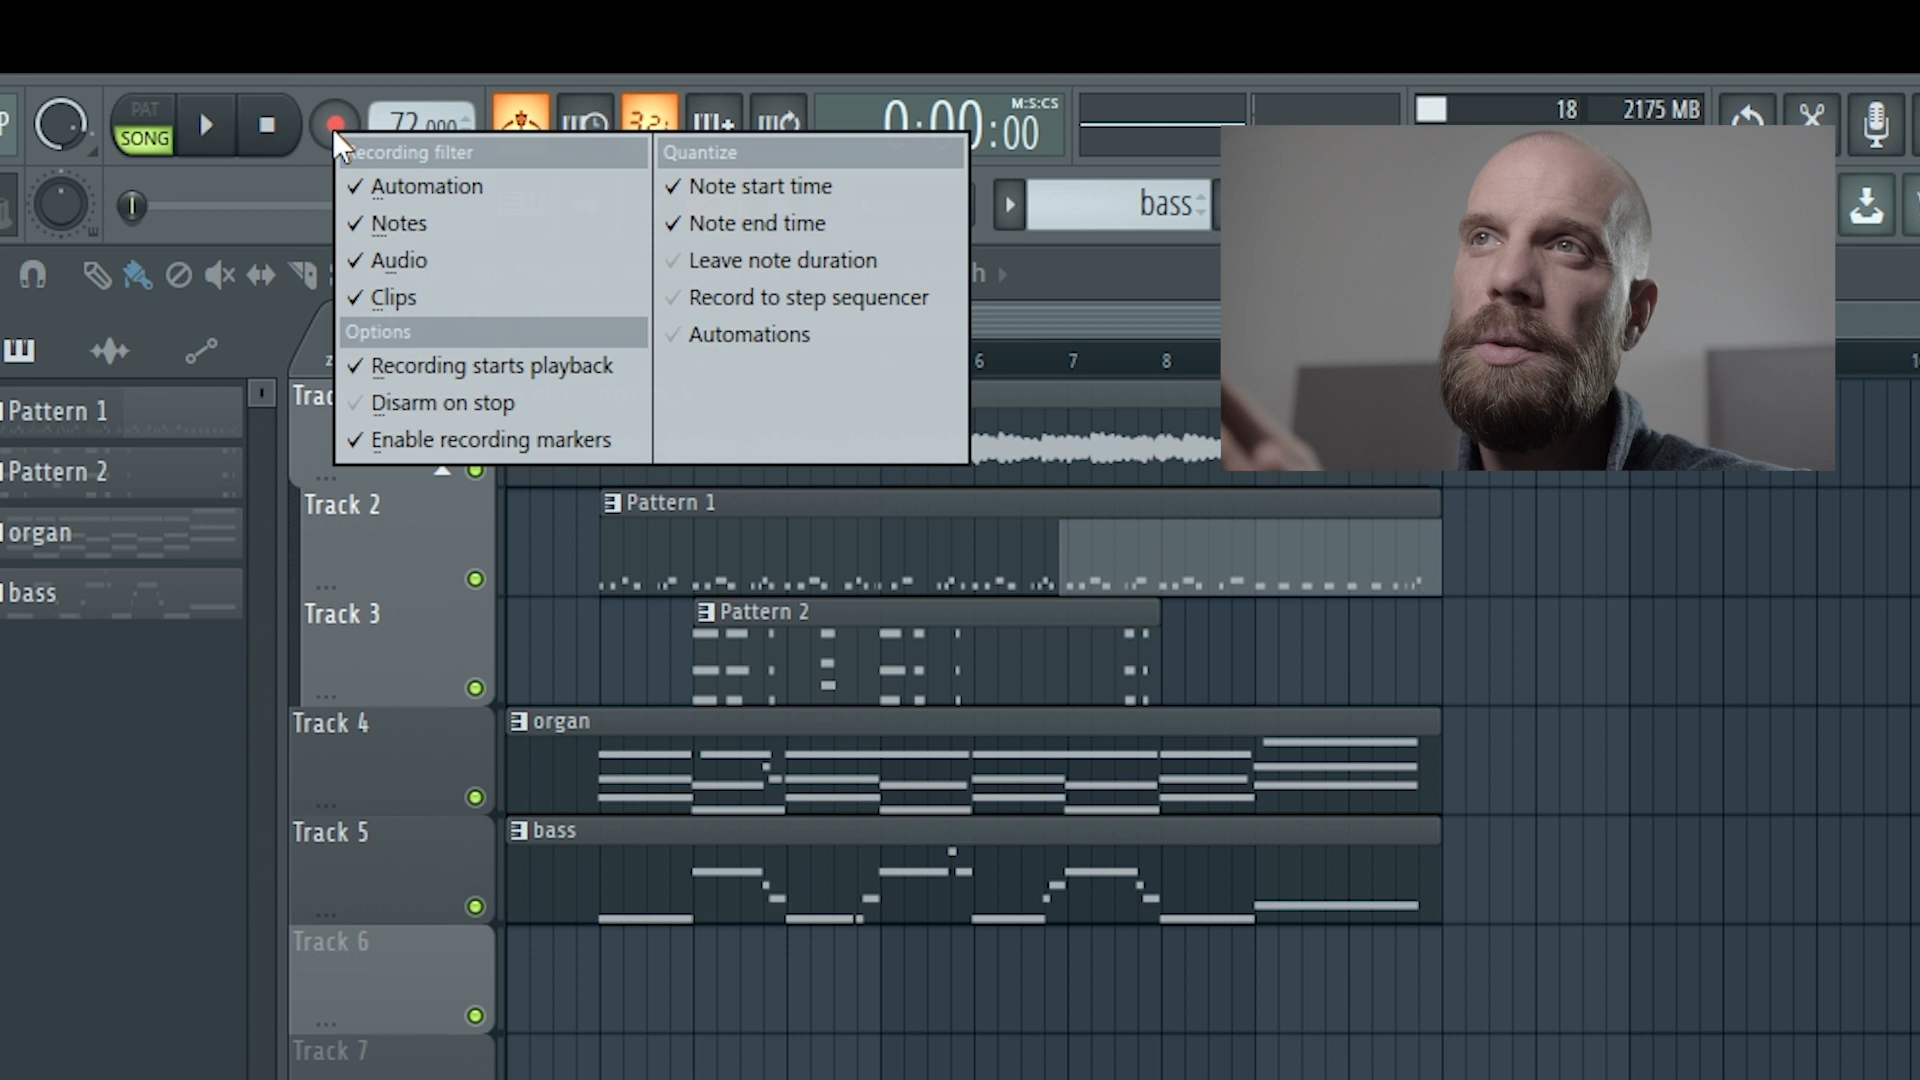 P
PAT
SONG
72.000
32
0:00:00
M:S:CS
18
2175 MB
Recording filter
Automation
Notes
Audio
Clips
Options
Recording starts playback
Disarm on stop
Enable recording markers
Quantize
Note start time
Note end time
Leave note duration
Record to step sequencer
Automations
bass
h
6
7
8
Pattern 1
Pattern 2
organ
bass
Trac
Track 2
Track 3
Track 4
Track 5
Track 6
Track 7
Pattern 1
Pattern 2
organ
bass